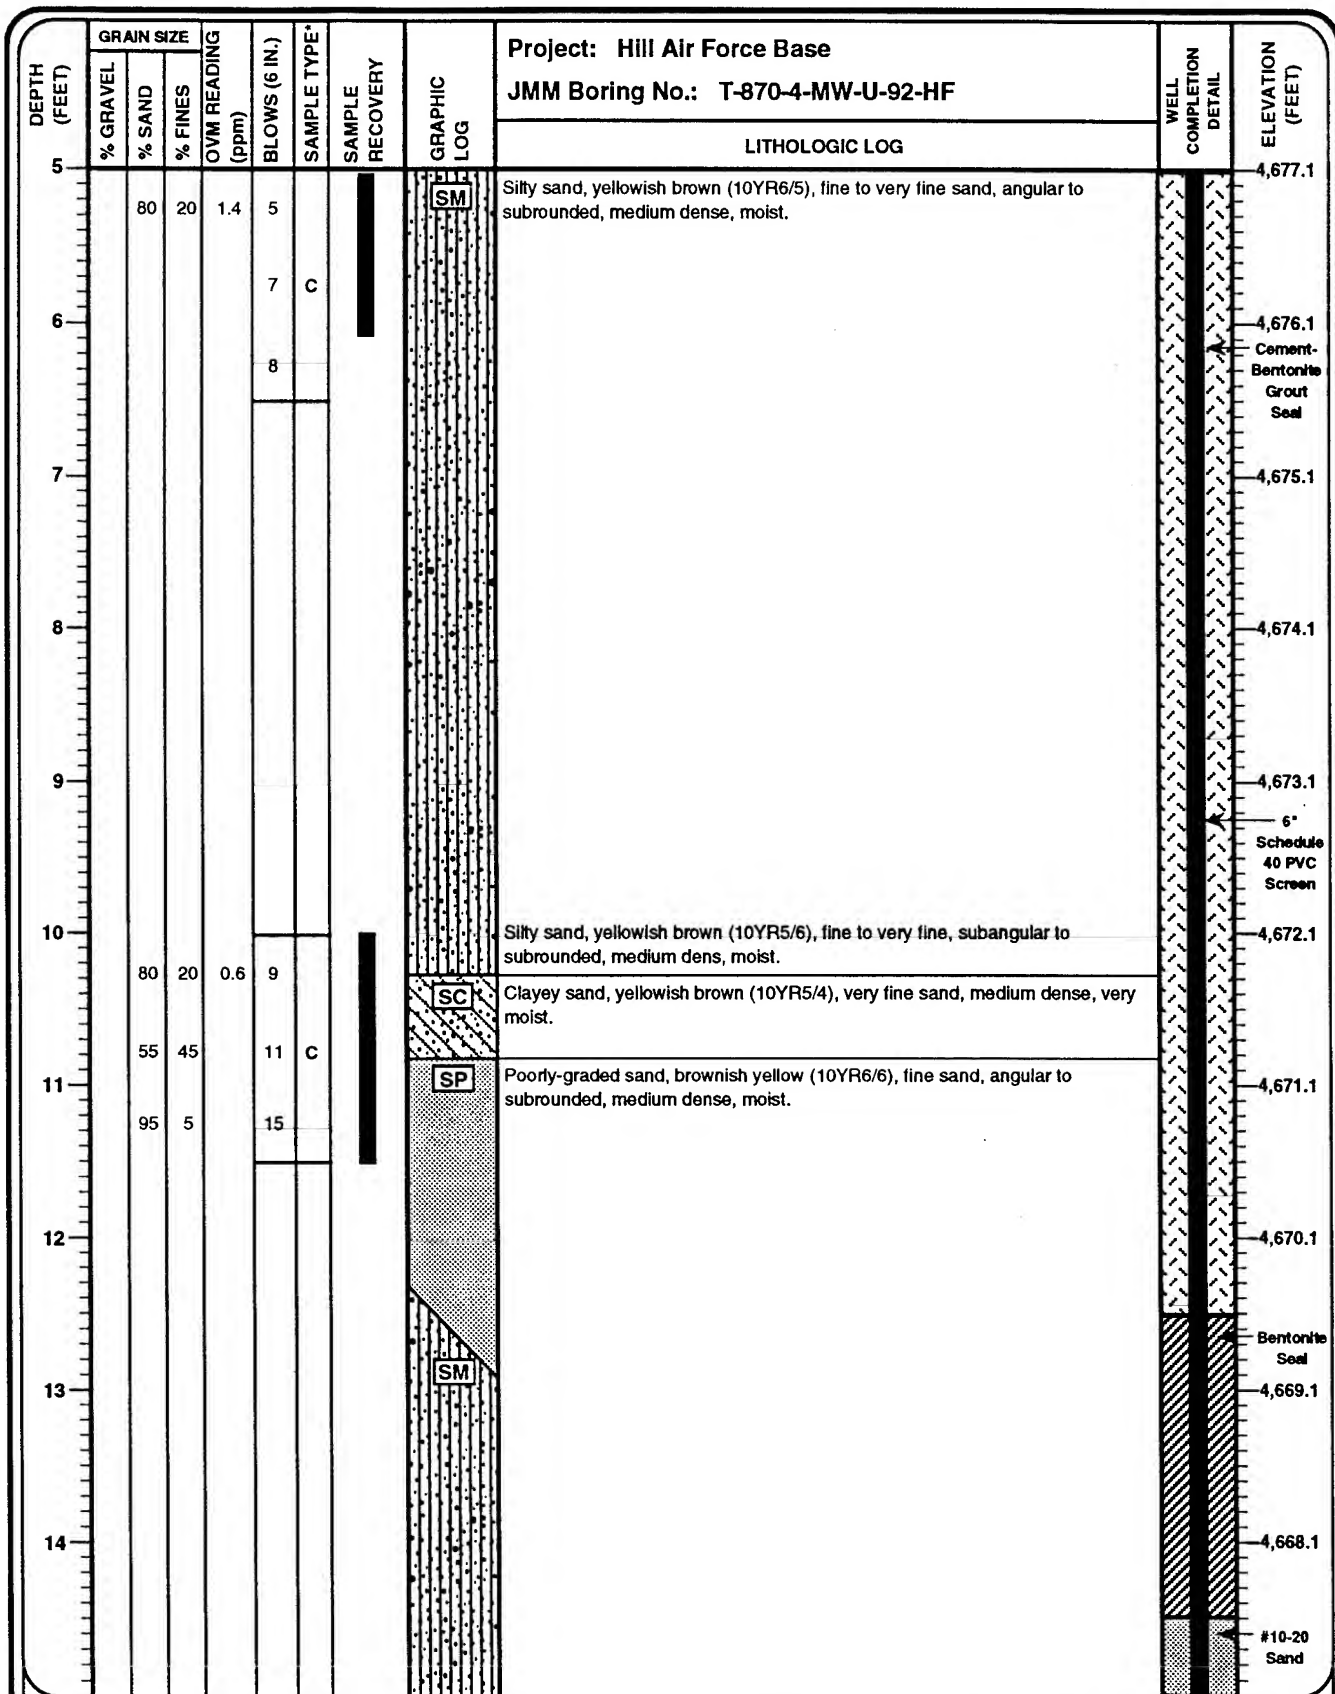 Project: Hill Air Force Base
JMM Boring No.: T-870-4-MW-U-92-HF
DEPTH
(FEET)
GRAIN SIZE
% GRAVEL
% SAND
% FINES
OVM READING
(ppm)
BLOWS (6 IN.)
SAMPLE TYPE*
SAMPLE
RECOVERY
GRAPHIC
LOG
LITHOLOGIC LOG
WELL
COMPLETION
DETAIL
ELEVATION
(FEET)
5
4,677.1
SM
Silty sand, yellowish brown (10YR6/5), fine to very fine sand, angular to
subrounded, medium dense, moist.
80 20 1.4 5
7 C
6
4,676.1
Cement-
Bentonite
Grout
Seal
8
7
4,675.1
8
4,674.1
9
4,673.1
6"
Schedule
40 PVC
Screen
10
4,672.1
Silty sand, yellowish brown (10YR5/6), fine to very fine, subangular to
subrounded, medium dens, moist.
80 20 0.6 9
SC
Clayey sand, yellowish brown (10YR5/4), very fine sand, medium dense, very
moist.
55 45 11 C
11
4,671.1
SP
Poorly-graded sand, brownish yellow (10YR6/6), fine sand, angular to
subrounded, medium dense, moist.
95 5 15
12
4,670.1
Bentonite
Seal
SM
13
4,669.1
14
4,668.1
#10-20
Sand